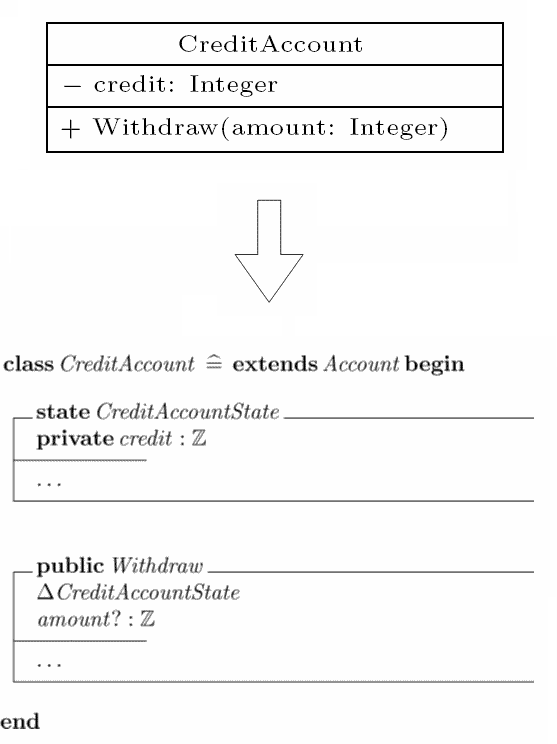 CreditAccount
− credit: Integer
+ Withdraw(amount: Integer)
class CreditAccount ≙ extends Account begin
state CreditAccountState
private credit : ℤ
...
public Withdraw
ΔCreditAccountState
amount? : ℤ
...
end